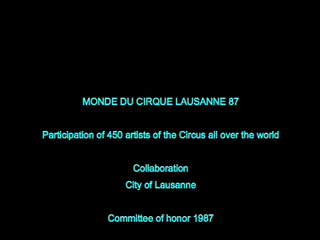 MONDE DU CIRQUE LAUSANNE 87
Participation of 450 artists of the Circus all over the world
Collaboration
City of Lausanne
Committee of honor 1987